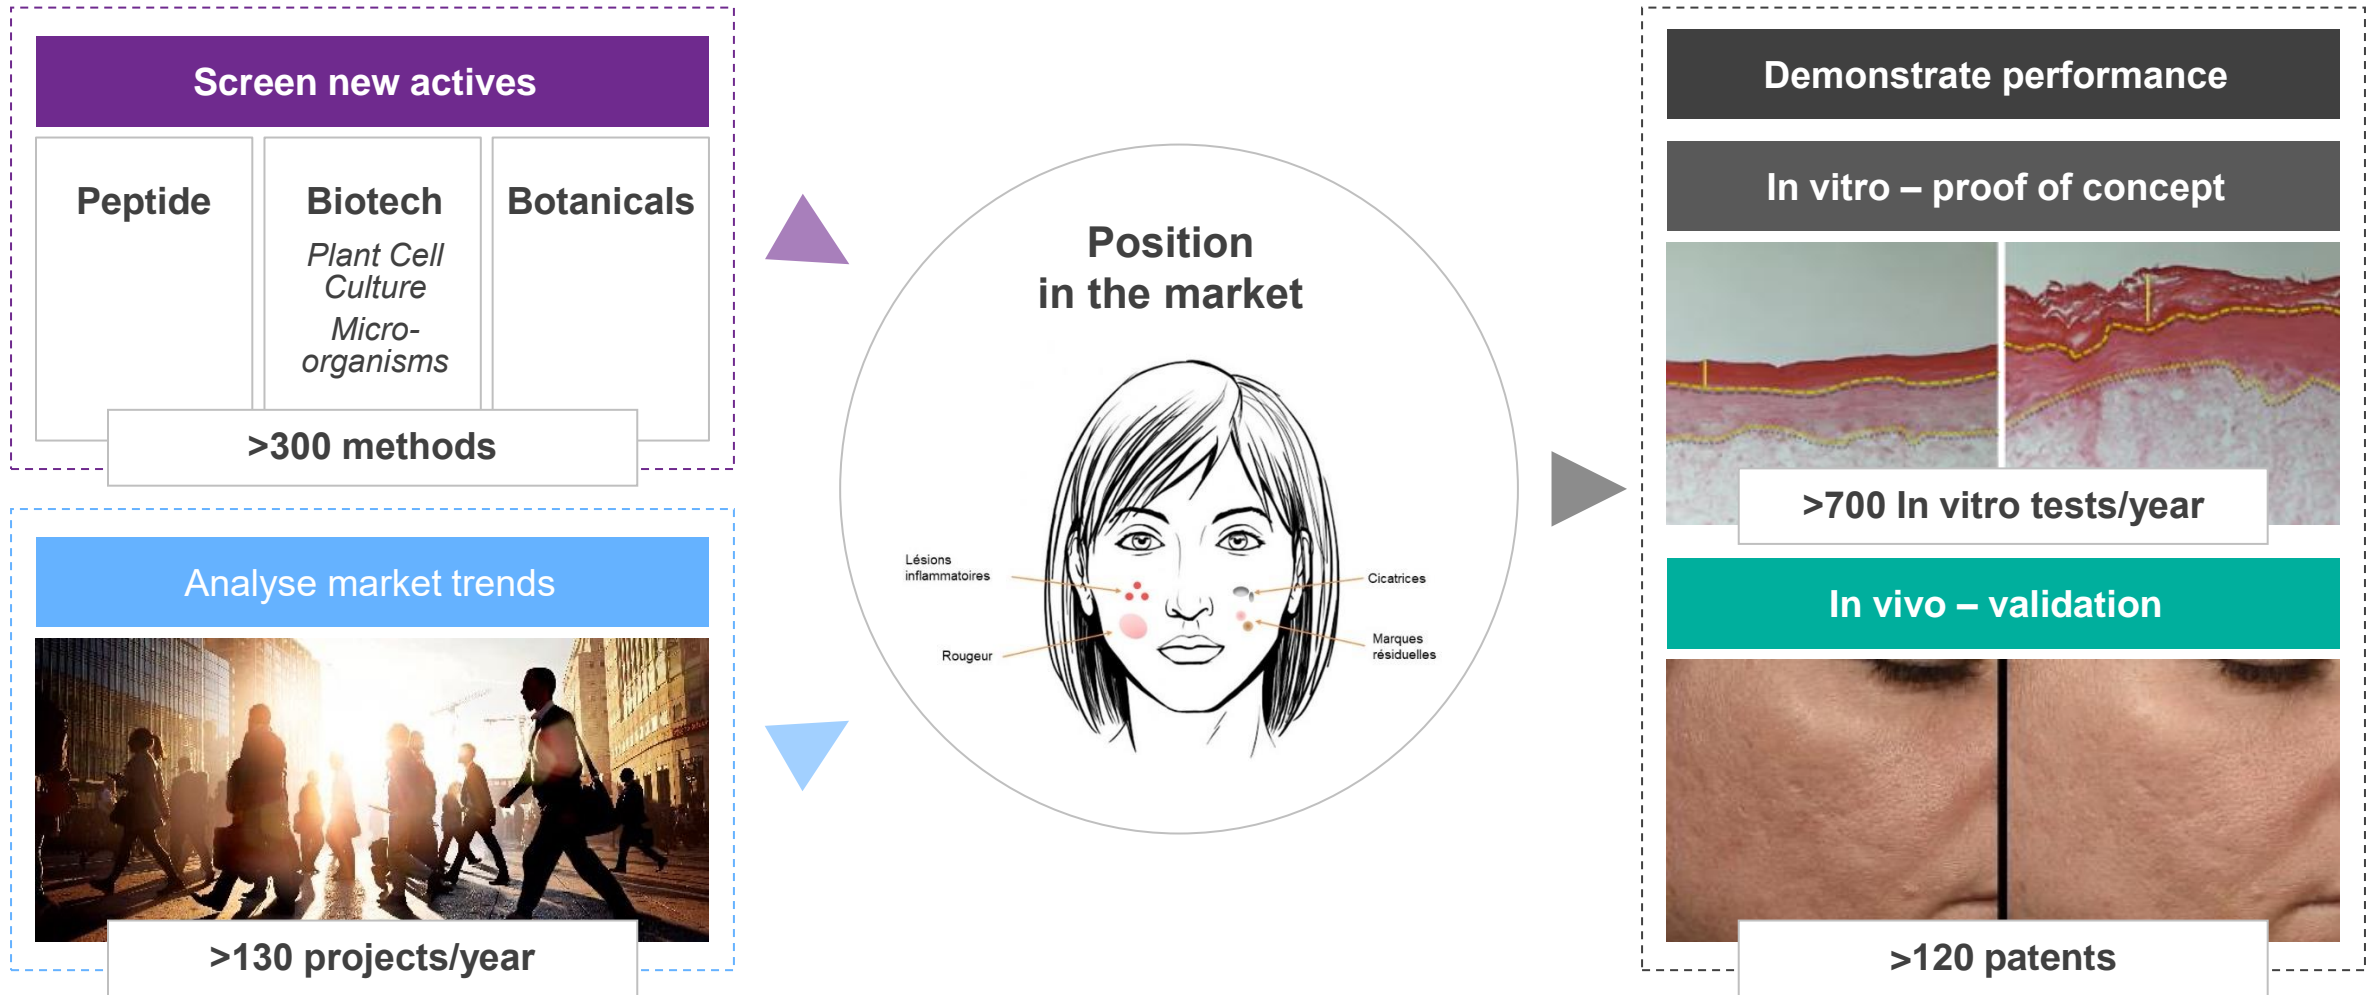 Screen new actives
Peptide
Biotech
Plant Cell
Culture
Micro-
organisms
Botanicals
>300 methods
Analyse market trends
>130 projects/year
Position
in the market
Lésions
inflammatoires
Rougeur
Cicatrices
Marques
résiduelles
Demonstrate performance
In vitro – proof of concept
>700 In vitro tests/year
In vivo – validation
>120 patents